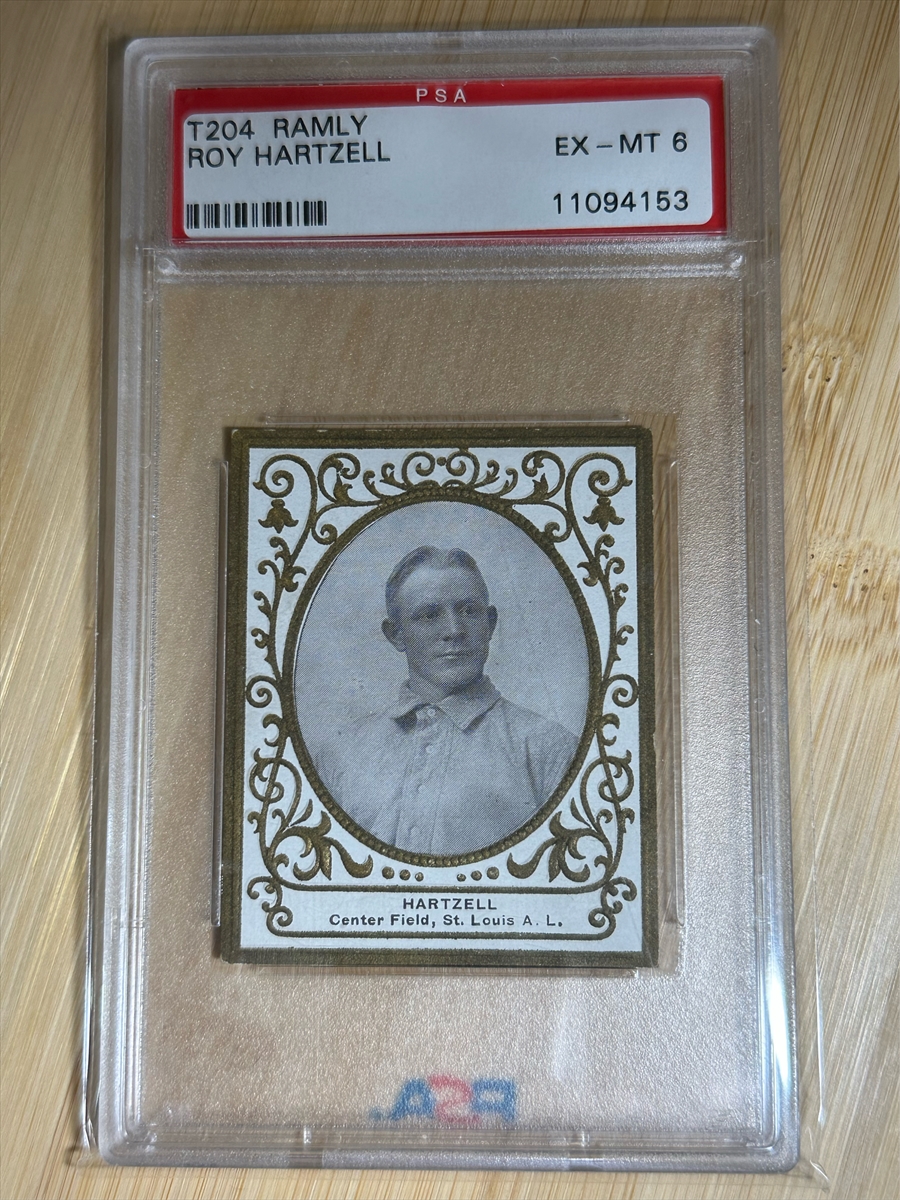 PSA
T204 RAMLY
ROY HARTZELL
EX-MT 6
11094153
HARTZELL
Center Field, St. Louis A. L.
PSA